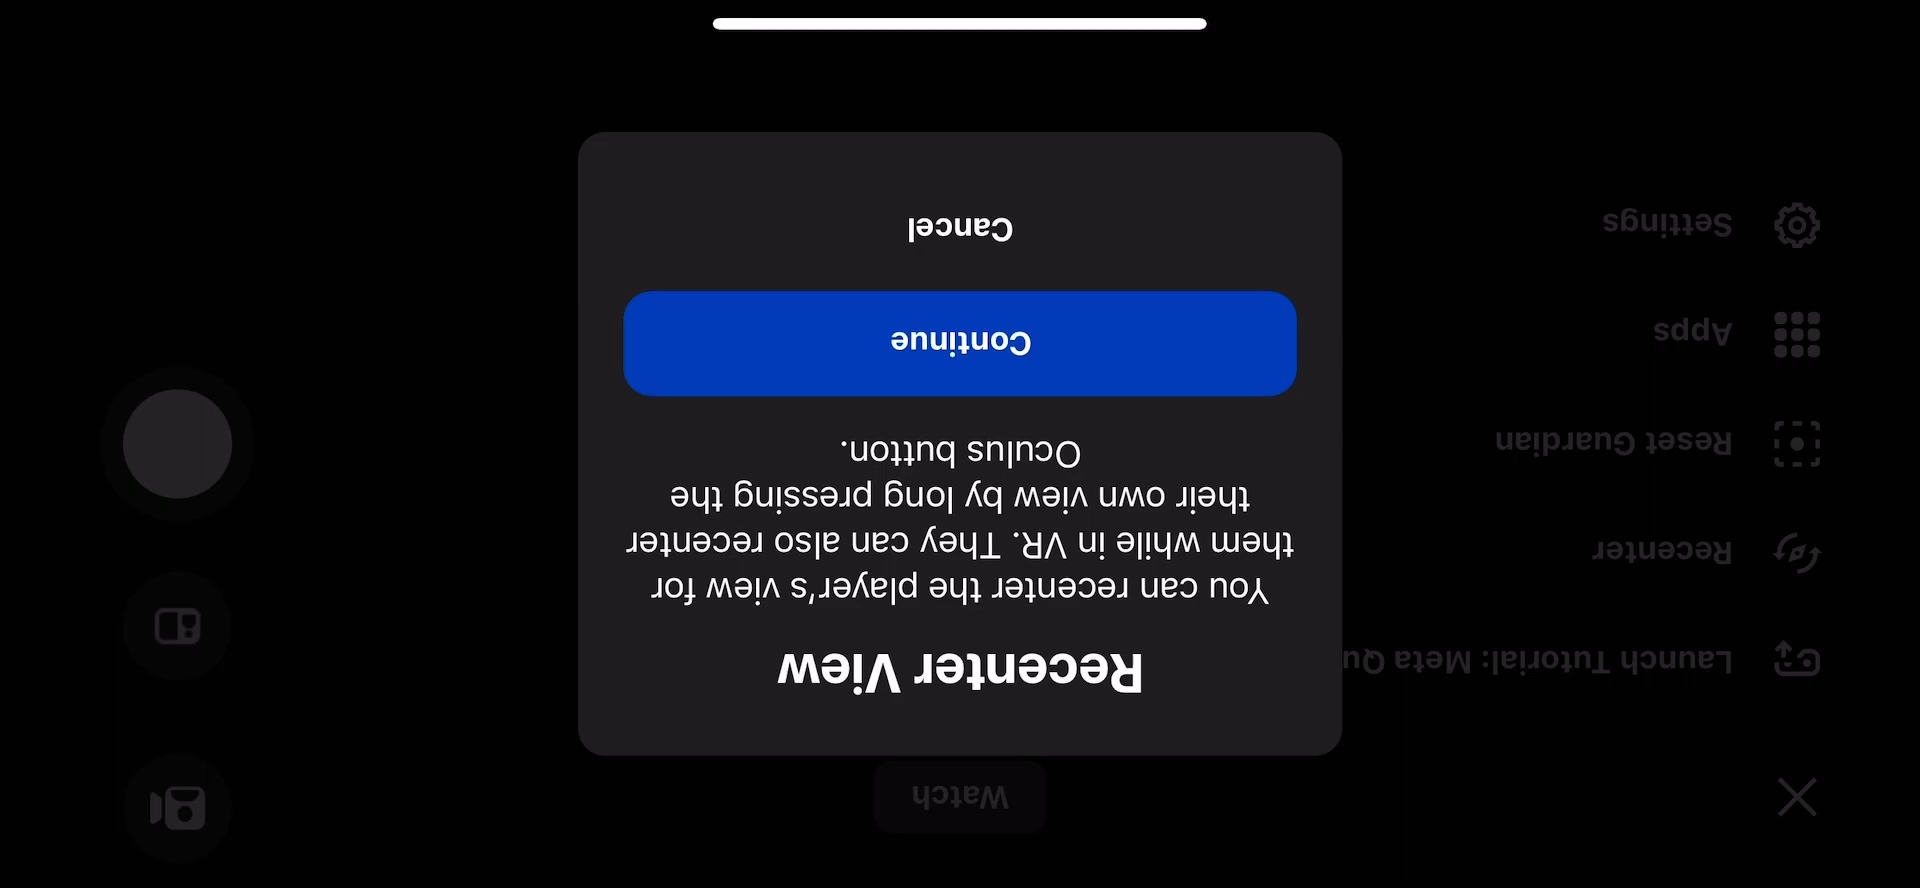 Watch
Launch Tutorial: Meta Qu
Recenter
Reset Guardian
Apps
Settings
Recenter View
You can recenter the player's view for
them while in VR. They can also recenter
their own view by long pressing the
Oculus button.
Continue
Cancel